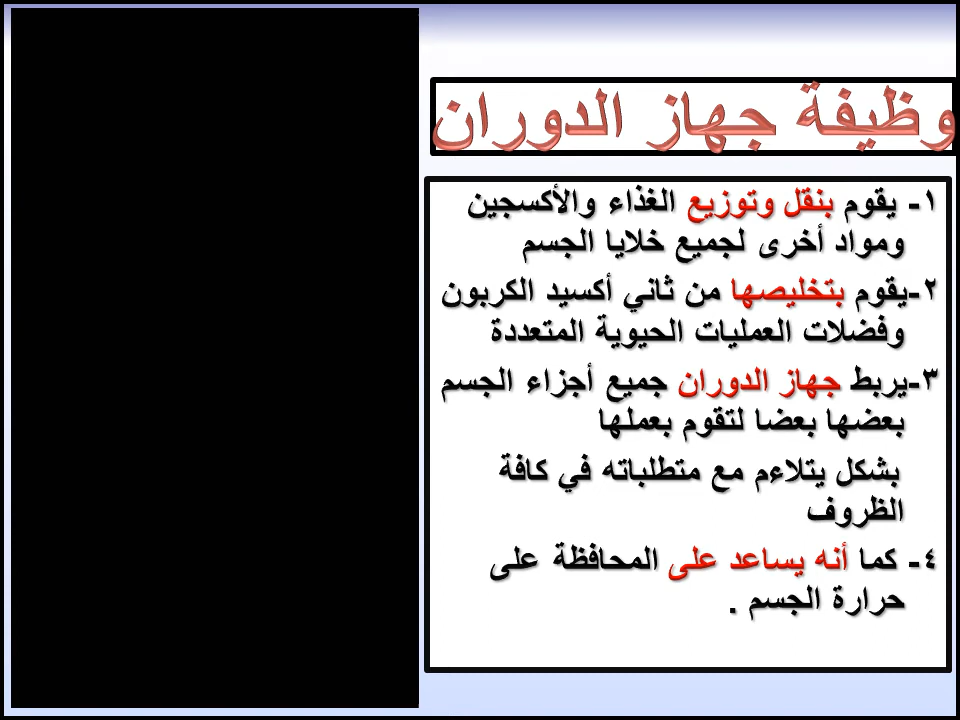 وظيفة جهاز الدوران
١- يقوم بنقل وتوزيع الغذاء والأكسجين
ومواد أخرى لجميع خلايا الجسم
٢-يقوم بتخليصها من ثاني أكسيد الكربون
وفضلات العمليات الحيوية المتعددة
٣-يربط جهاز الدوران جميع أجزاء الجسم
بعضها بعضا لتقوم بعملها
بشكل يتلاءم مع متطلباته في كافة
الظروف
٤- كما أنه يساعد على المحافظة على
حرارة الجسم .